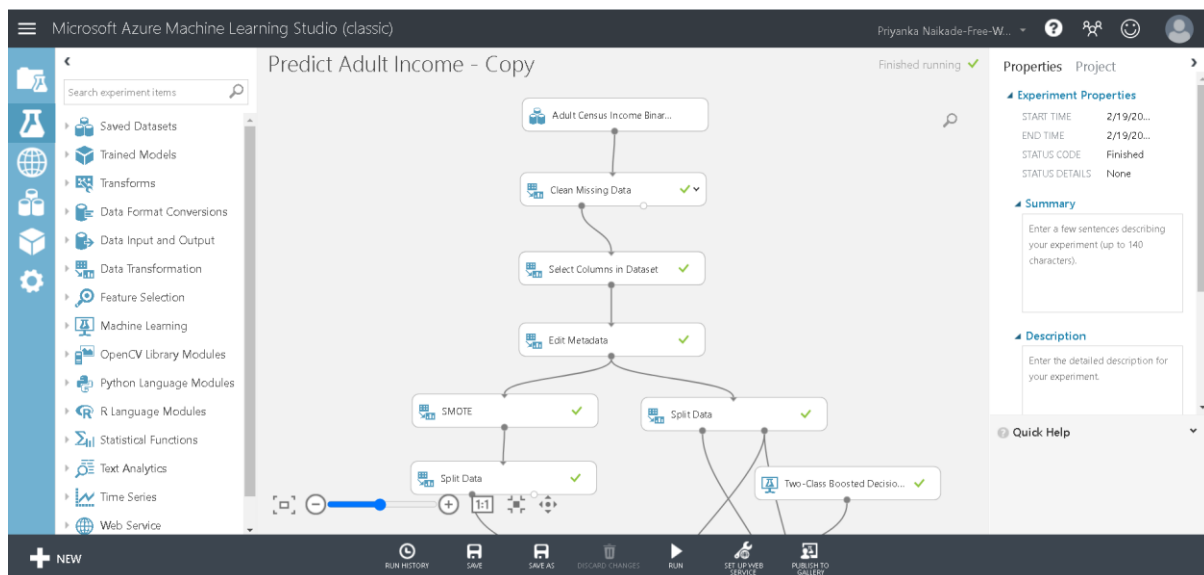 Microsoft Azure Machine Learning Studio (classic)
Priyanka Naikade-Free-W...
Search experiment items
Saved Datasets
Trained Models
Transforms
Data Format Conversions
Data Input and Output
Data Transformation
Feature Selection
Machine Learning
OpenCV Library Modules
Python Language Modules
R Language Modules
Statistical Functions
Text Analytics
Time Series
Web Service
Predict Adult Income - Copy
Finished running
Adult Census Income Binar...
Clean Missing Data
Select Columns in Dataset
Edit Metadata
SMOTE
Split Data
Split Data
Two-Class Boosted Decisio...
1:1
Properties Project
Experiment Properties
START TIME 2/19/20...
END TIME 2/19/20...
STATUS CODE Finished
STATUS DETAILS None
Summary
Enter a few sentences describing
your experiment (up to 140
characters).
Description
Enter the detailed description for
your experiment.
Quick Help
NEW
RUN HISTORY
SAVE
SAVE AS
DISCARD CHANGES
RUN
SET UP WEB
SERVICE
PUBLISH TO
GALLERY